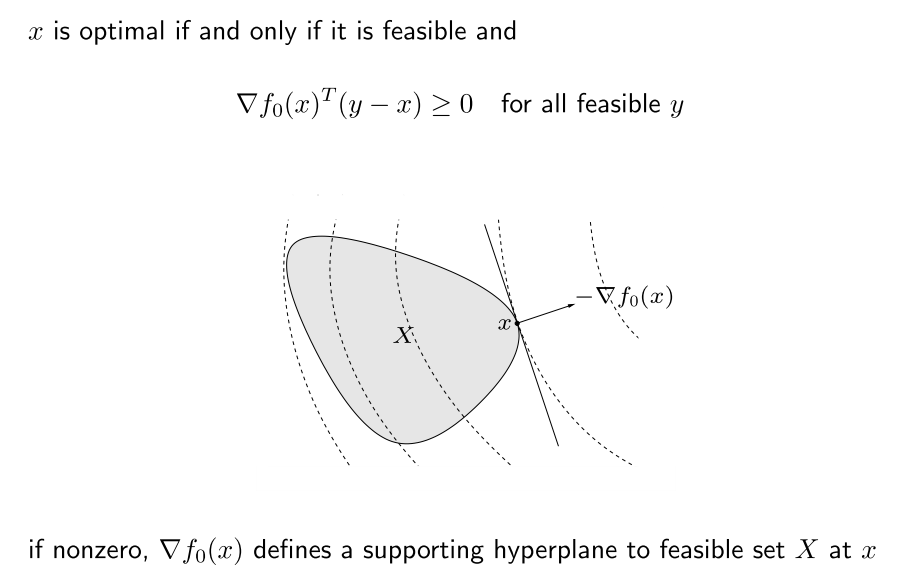 x is optimal if and only if it is feasible and
∇f₀(x)ᵀ(y − x) ≥ 0 for all feasible y
−∇f₀(x)
x
X
if nonzero, ∇f₀(x) defines a supporting hyperplane to feasible set X at x